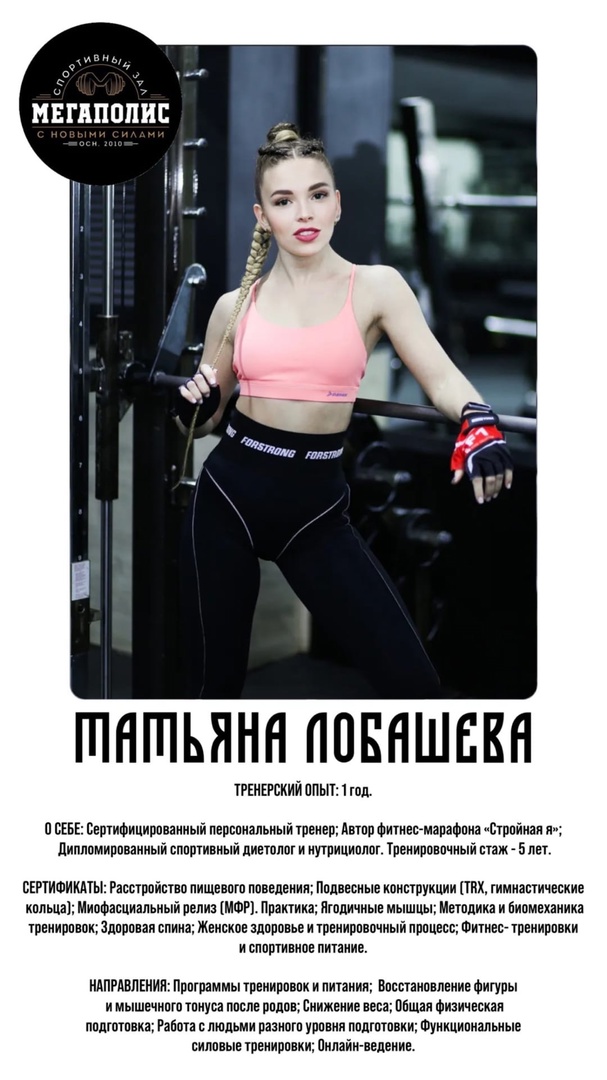 СПОРТИВНЫЙ ЗАЛ
МЕГАПОЛИС
С НОВЫМИ СИЛАМИ
ОСН. 2010
FORSTRONG
FORSTRONG
F1
ТАТЬЯНА ЛОБАШЕВА
ТРЕНЕРСКИЙ ОПЫТ: 1 год.
О СЕБЕ: Сертифицированный персональный тренер; Автор фитнес-марафона «Стройная я»;
Дипломированный спортивный диетолог и нутрициолог. Тренировочный стаж - 5 лет.
СЕРТИФИКАТЫ: Расстройство пищевого поведения; Подвесные конструкции (TRX, гимнастические
кольца); Миофасциальный релиз (МФР). Практика; Ягодичные мышцы; Методика и биомеханика
тренировок; Здоровая спина; Женское здоровье и тренировочный процесс; Фитнес- тренировки
и спортивное питание.
НАПРАВЛЕНИЯ: Программы тренировок и питания; Восстановление фигуры
и мышечного тонуса после родов; Снижение веса; Общая физическая
подготовка; Работа с людьми разного уровня подготовки; Функциональные
силовые тренировки; Онлайн-ведение.